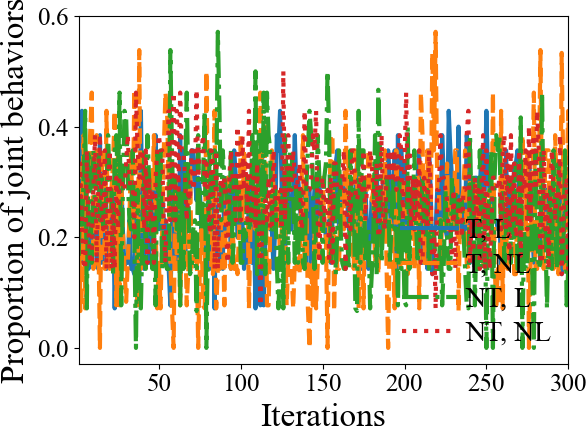 Proportion of joint behaviors
0.6
0.4
0.2
0.0
T, L
T, NL
NT, L
NT, NL
50 100 150 200 250 300
Iterations